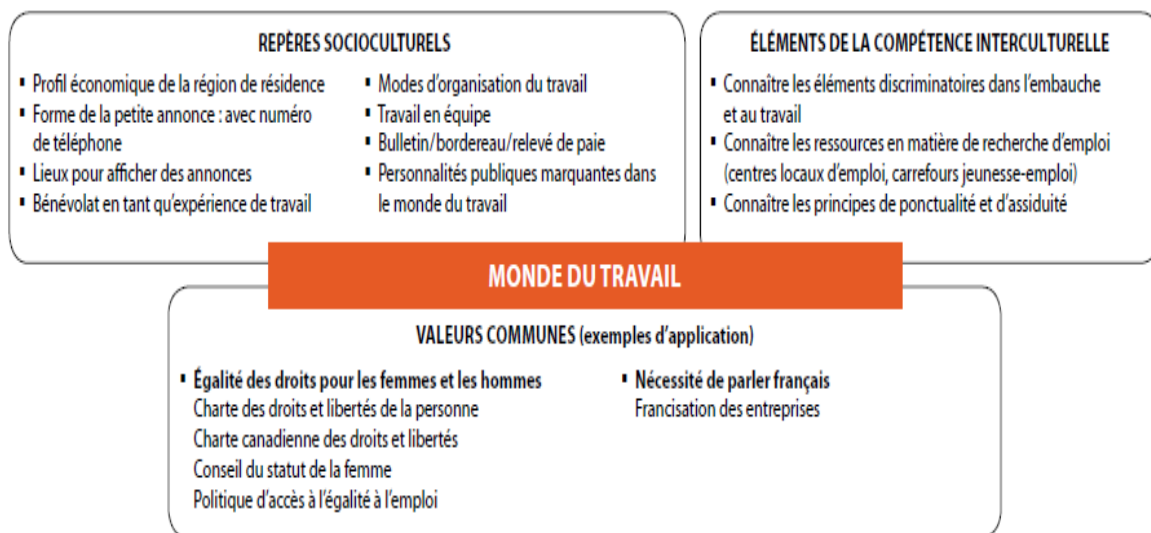 REPÈRES SOCIOCULTURELS
▪ Profil économique de la région de résidence
▪ Forme de la petite annonce : avec numéro
de téléphone
▪ Lieux pour afficher des annonces
▪ Bénévolat en tant qu'expérience de travail
▪ Modes d'organisation du travail
▪ Travail en équipe
▪ Bulletin/bordereau/relevé de paie
▪ Personnalités publiques marquantes dans
le monde du travail
ÉLÉMENTS DE LA COMPÉTENCE INTERCULTURELLE
▪ Connaître les éléments discriminatoires dans l'embauche
et au travail
▪ Connaître les ressources en matière de recherche d'emploi
(centres locaux d'emploi, carrefours jeunesse-emploi)
▪ Connaître les principes de ponctualité et d'assiduité
MONDE DU TRAVAIL
VALEURS COMMUNES (exemples d'application)
▪ Égalité des droits pour les femmes et les hommes
Charte des droits et libertés de la personne
Charte canadienne des droits et libertés
Conseil du statut de la femme
Politique d'accès à l'égalité à l'emploi
▪ Nécessité de parler français
Francisation des entreprises